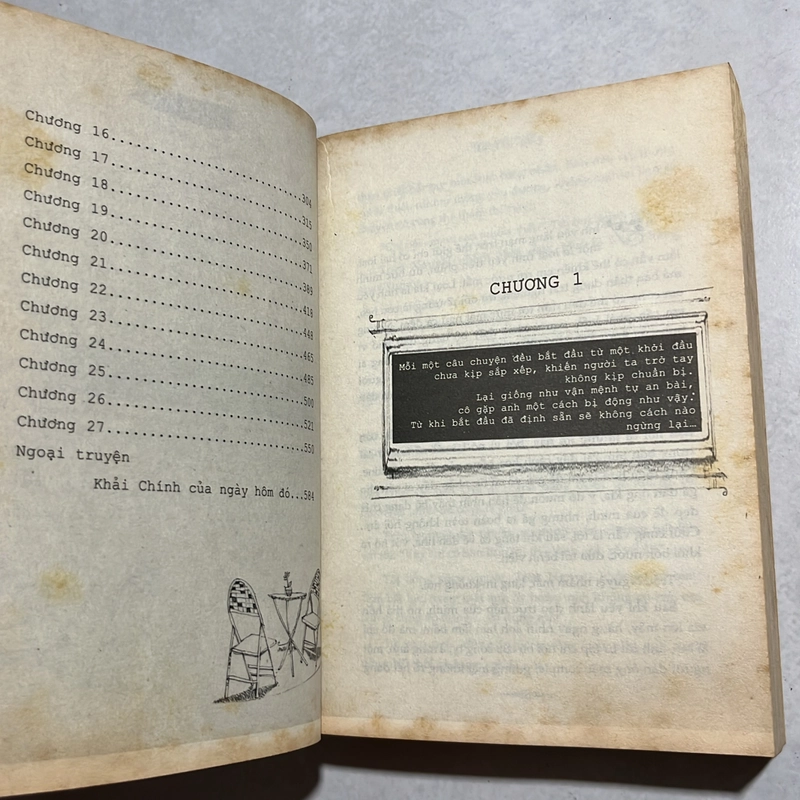 Chương 16........................304
Chương 17........................315
Chương 18........................350
Chương 19........................371
Chương 20........................389
Chương 21........................418
Chương 22........................448
Chương 23........................465
Chương 24........................485
Chương 25........................500
Chương 26........................521
Chương 27........................550
Ngoại truyện
Khải Chính của ngày hôm đó...584
CHƯƠNG 1
Mỗi một câu chuyện đều bắt đầu từ một khởi đầu
chưa kịp sắp xếp, khiến người ta trở tay
không kịp chuẩn bị.
Lại giống như vận mệnh tự an bài,
cô gặp anh một cách bị động như vậy.
Từ khi bắt đầu đã định sẵn sẽ không cách nào
ngừng lại…